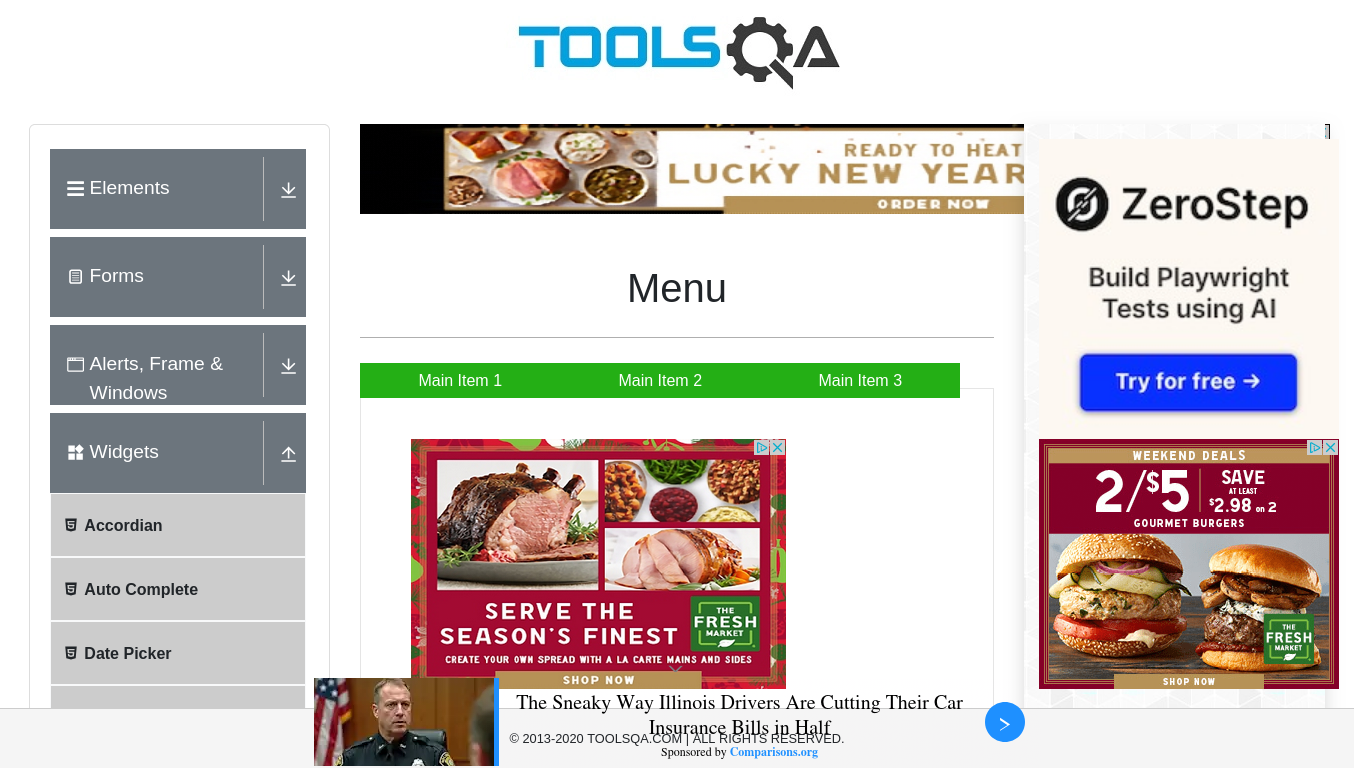 TOOLSQA
Elements
Forms
Alerts, Frame &
Windows
Widgets
Accordian
Auto Complete
Date Picker
READY TO HEAT
LUCKY NEW YEAR
ORDER NOW
Menu
Main Item 1
Main Item 2
Main Item 3
SERVE THE
SEASON'S FINEST
CREATE YOUR OWN SPREAD WITH A LA CARTE MAINS AND SIDES
SHOP NOW
THE
FRESH
MARKET
ZeroStep
Build Playwright
Tests using AI
Try for free →
WEEKEND DEALS
2/$5
SAVE
AT LEAST
$2.98 on 2
GOURMET BURGERS
THE
FRESH
MARKET
SHOP NOW
The Sneaky Way Illinois Drivers Are Cutting Their Car
Insurance Bills in Half
© 2013-2020 TOOLSQA.COM | ALL RIGHTS RESERVED.
Sponsored by Comparisons.org